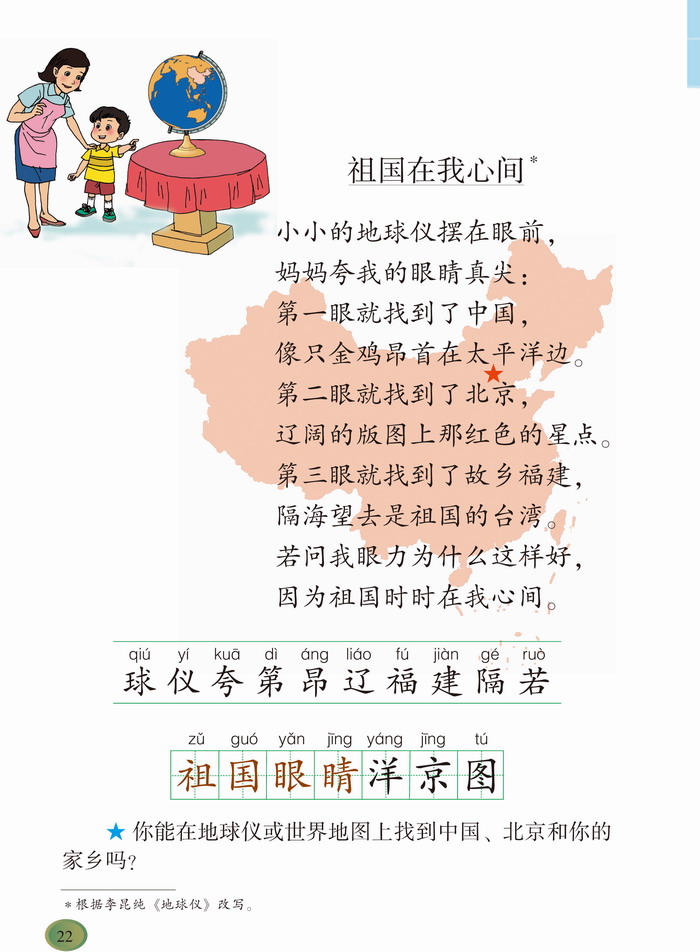 祖国在我心间*
小小的地球仪摆在眼前，
妈妈夸我的眼睛真尖：
第一眼就找到了中国，
像只金鸡昂首在太平洋边。
第二眼就找到了北京，
辽阔的版图上那红色的星点。
第三眼就找到了故乡福建，
隔海望去是祖国的台湾。
若问我眼力为什么这样好，
因为祖国时时在我心间。
qiú yí kuā dì áng liáo fú jiàn gé ruò
球 仪 夸 第 昂 辽 福 建 隔 若
zǔ guó yǎn jīng yáng jīng tú
祖 国 眼 睛 洋 京 图
★ 你能在地球仪或世界地图上找到中国、北京和你的
家乡吗？
*根据李昆纯《地球仪》改写。
22